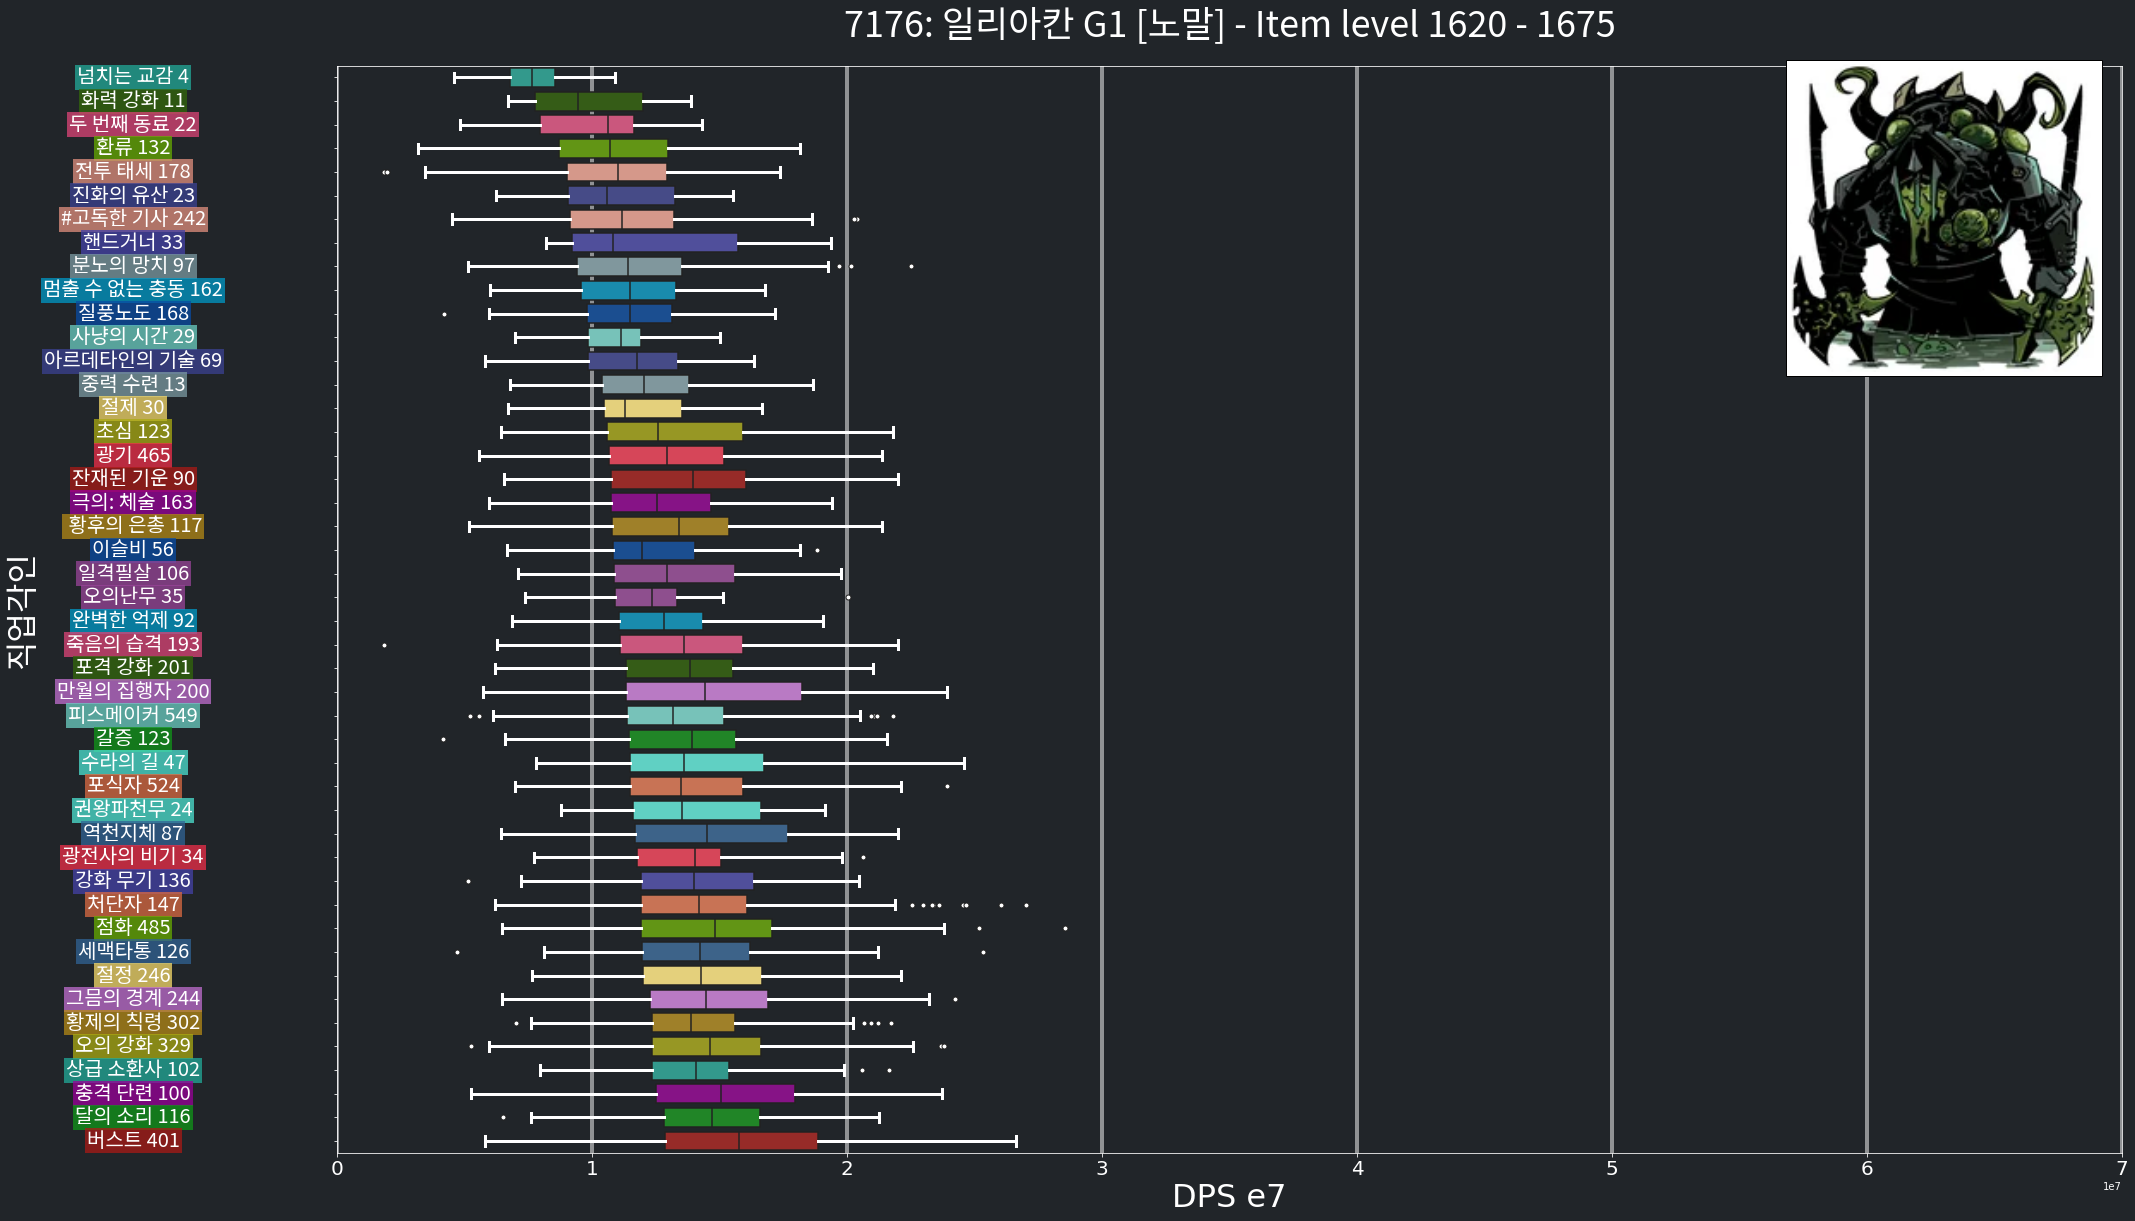 7176: 일리아칸 G1 [노말] - Item level 1620 - 1675
직업각인
넘치는 교감 4
화력 강화 11
두 번째 동료 22
환류 132
전투 태세 178
진화의 유산 23
#고독한 기사 242
핸드거너 33
분노의 망치 97
멈출 수 없는 충동 162
질풍노도 168
사냥의 시간 29
아르데타인의 기술 69
중력 수련 13
절제 30
초심 123
광기 465
잔재된 기운 90
극의: 체술 163
황후의 은총 117
이슬비 56
일격필살 106
오의난무 35
완벽한 억제 92
죽음의 습격 193
포격 강화 201
만월의 집행자 200
피스메이커 549
갈증 123
수라의 길 47
포식자 524
권왕파천무 24
역천지체 87
광전사의 비기 34
강화 무기 136
처단자 147
점화 485
세맥타통 126
절정 246
그믐의 경계 244
황제의 칙령 302
오의 강화 329
상급 소환사 102
충격 단련 100
달의 소리 116
버스트 401
0 1 2 3 4 5 6 7
1e7
DPS e7